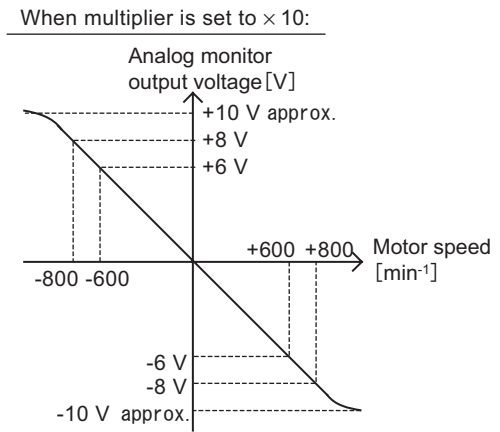 When multiplier is set to × 10:
Analog monitor
output voltage [V]
+10 V approx.
+8 V
+6 V
+600 +800
Motor speed
[min-1]
-800 -600
-6 V
-8 V
-10 V approx.